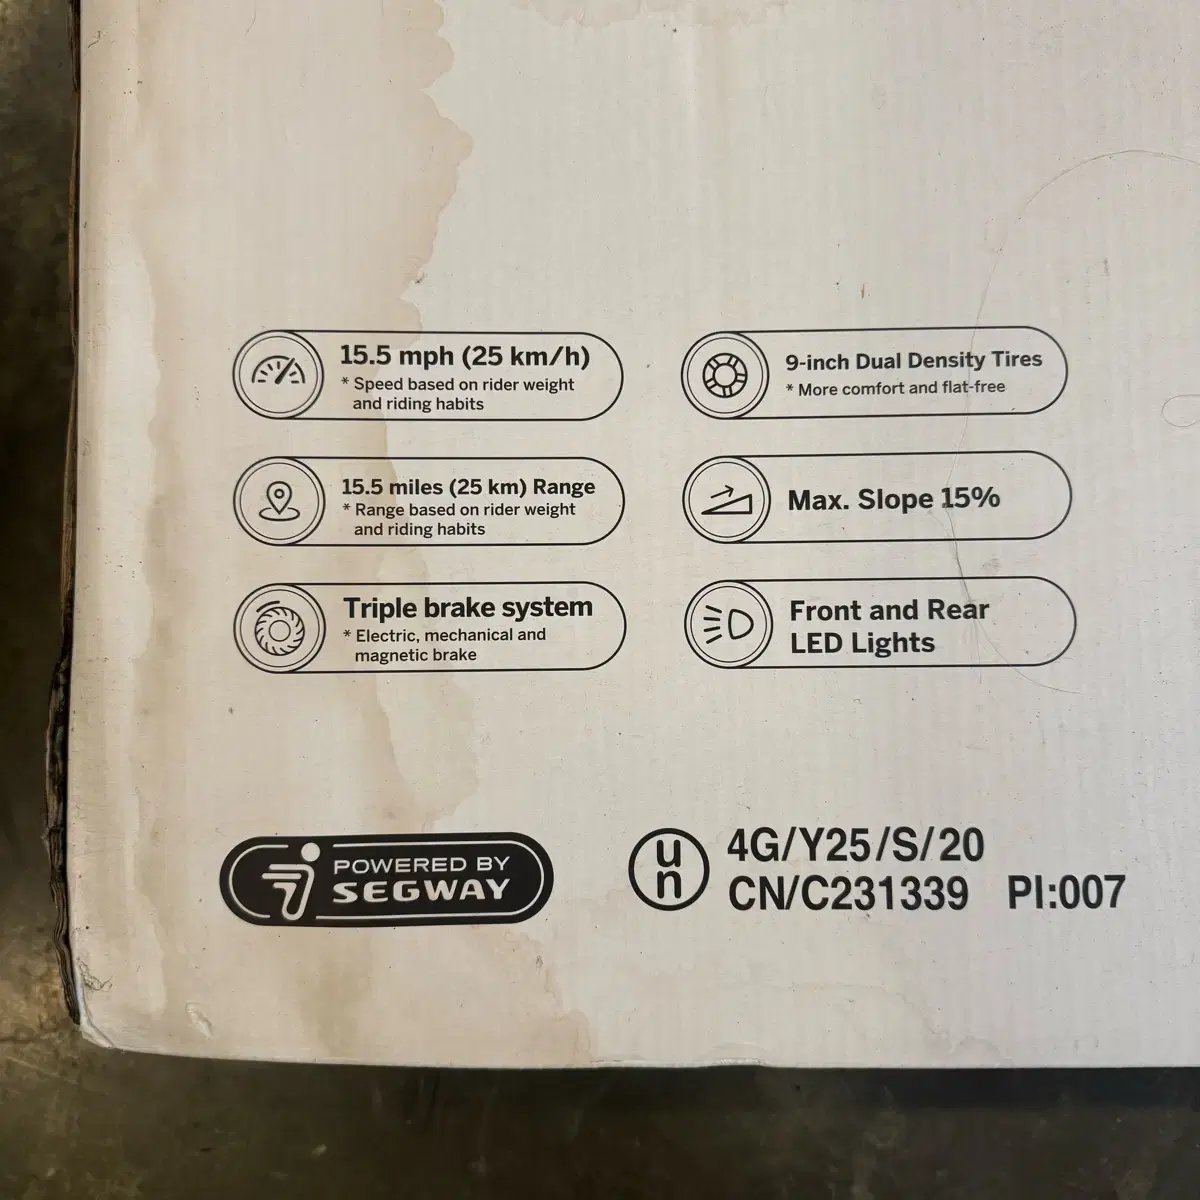 15.5 mph (25 km/h)
* Speed based on rider weight
and riding habits
9-inch Dual Density Tires
* More comfort and flat-free
15.5 miles (25 km) Range
* Range based on rider weight
and riding habits
Max. Slope 15%
Triple brake system
* Electric, mechanical and
magnetic brake
Front and Rear
LED Lights
POWERED BY
SEGWAY
u
n
4G/Y25/S/20
CN/C231339 PI:007